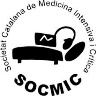 Societat Catalana de Medicina Intensiva i Crítica
SOCMIC